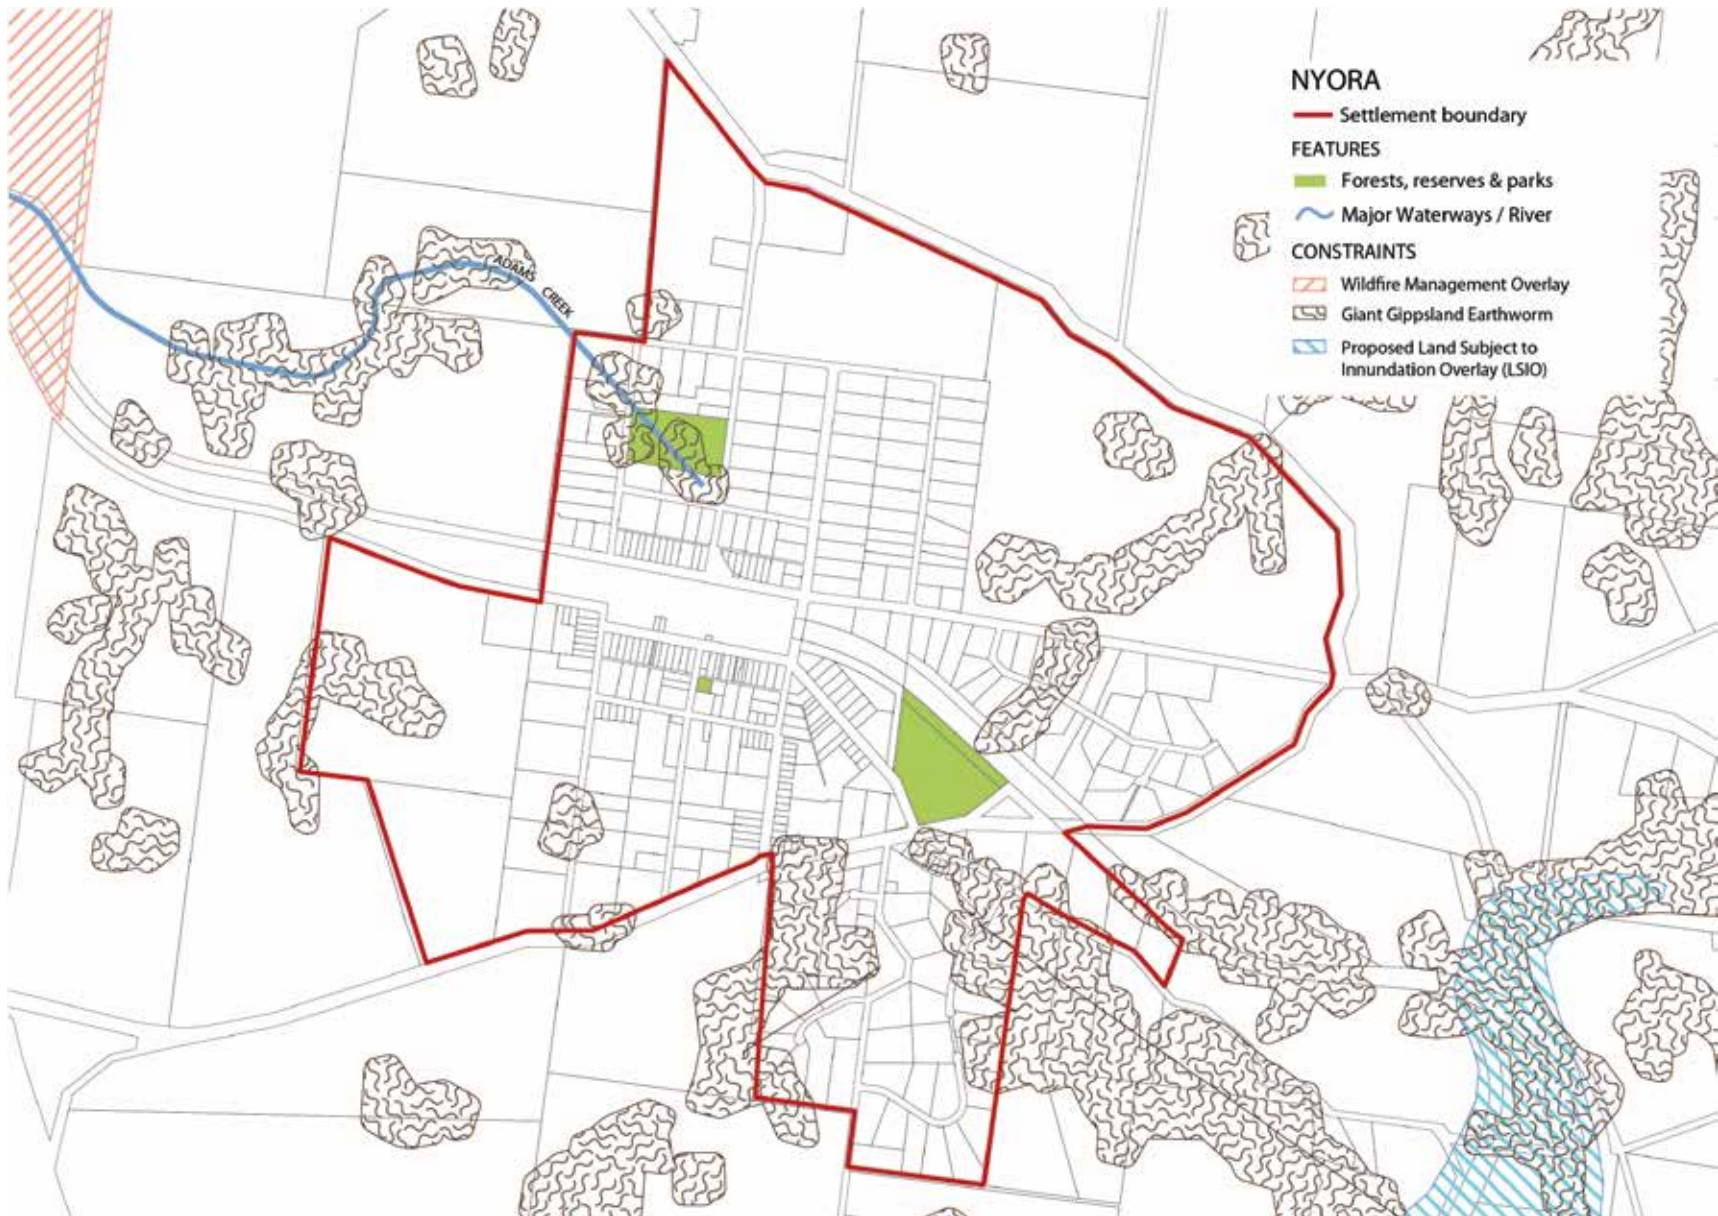 NYORA
Settlement boundary
FEATURES
Forests, reserves & parks
Major Waterways / River
CONSTRAINTS
Wildfire Management Overlay
Giant Gippsland Earthworm
Proposed Land Subject to
Innundation Overlay (LSIO)
ADAMS
CREEK